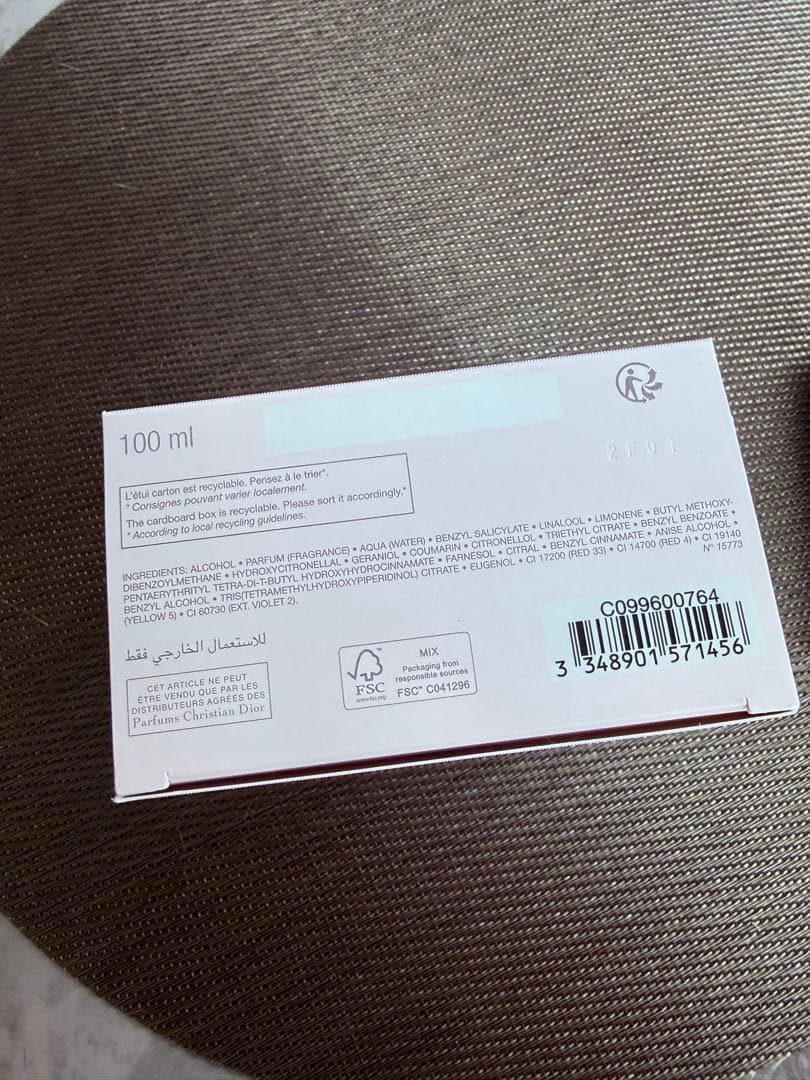 100 ml
2F01
L'étui carton est recyclable. Pensez à le trier*.
* Consignes pouvant varier localement.
The cardboard box is recyclable. Please sort it accordingly.*
* According to local recycling guidelines.
INGREDIENTS: ALCOHOL • PARFUM (FRAGRANCE) • AQUA (WATER) • BENZYL SALICYLATE • LINALOOL • LIMONENE • BUTYL METHOXY-
DIBENZOYLMETHANE • HYDROXYCITRONELLAL • GERANIOL • COUMARIN • CITRONELLOL • TRIETHYL CITRATE • BENZYL BENZOATE •
PENTAERYTHRITYL TETRA-DI-T-BUTYL HYDROXYHYDROCINNAMATE • FARNESOL • CITRAL • BENZYL CINNAMATE • ANISE ALCOHOL •
BENZYL ALCOHOL • TRIS(TETRAMETHYLHYDROXYPIPERIDINOL) CITRATE • EUGENOL • CI 17200 (RED 33) • CI 14700 (RED 4) • CI 19140
(YELLOW 5) • CI 60730 (EXT. VIOLET 2).
N° 15773
للاستعمال الخارجي فقط
CET ARTICLE NE PEUT
ÊTRE VENDU QUE PAR LES
DISTRIBUTEURS AGRÉÉS DES
Parfums Christian Dior
FSC
www.fsc.org
MIX
Packaging from
responsible sources
FSC™ C041296
C099600764
3 348901 571456